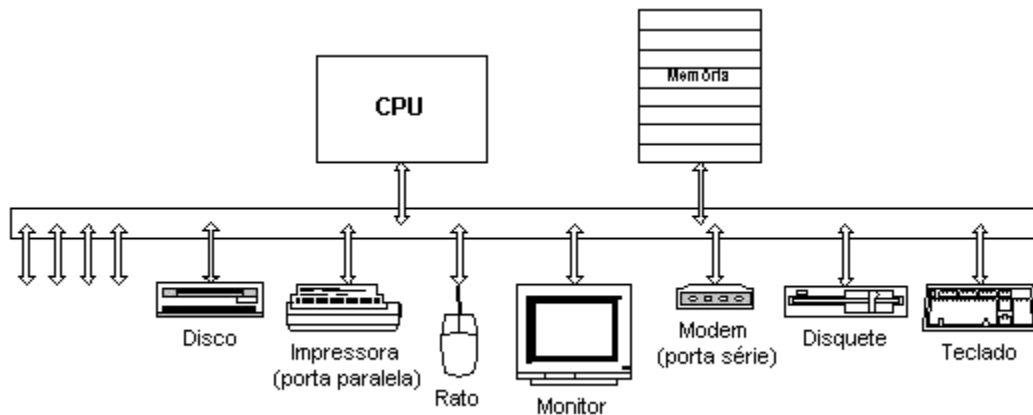 CPU
Memória
Disco
Impressora
(porta paralela)
Rato
Monitor
Modem
(porta série)
Disquete
Teclado